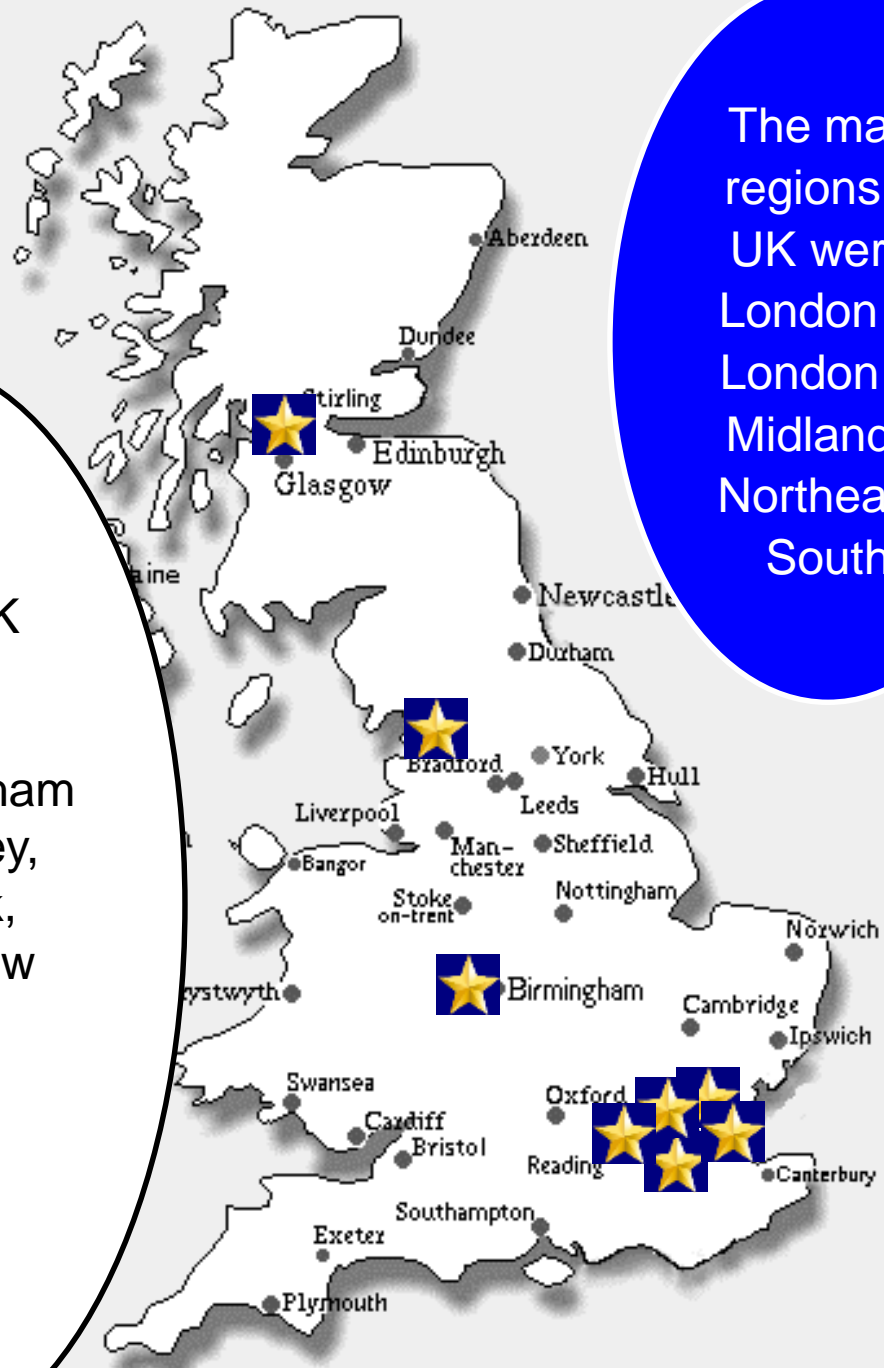 The ma
regions
UK wer
London
London
Midland
Northea
South
Aberdeen
Dundee
tirling
Edinburgh
Glasgow
aine
Newcastle
Durham
K
ham
ey,
k,
w
York
Bradford
Hull
Leeds
Liverpool
Man-
chester
Sheffield
Bangor
Stoke
on-trent
Nottingham
Norwich
rystwyth
Birmingham
Cambridge
Ipswich
Swansea
Oxford
Cardiff
Bristol
Reading
Canterbury
Southampton
Exeter
Plymouth